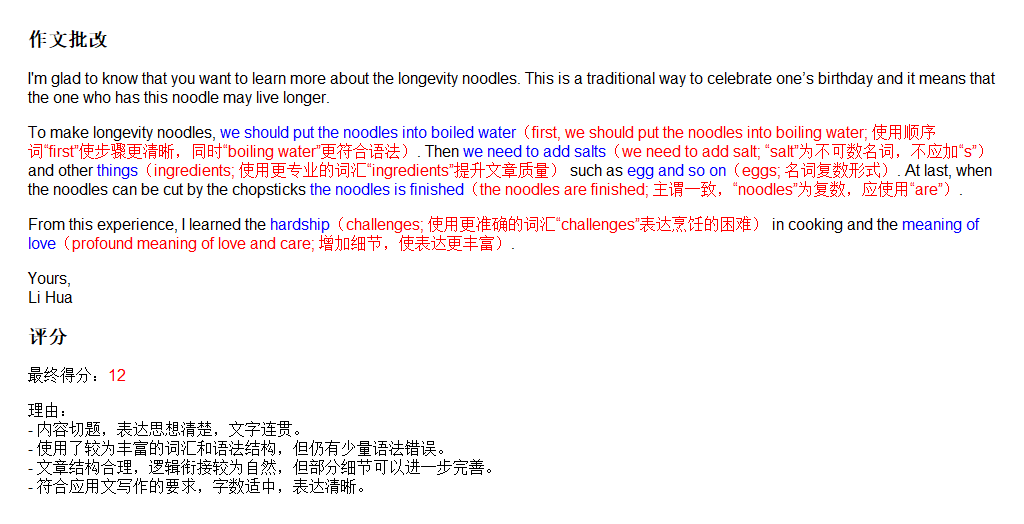 作文批改
I'm glad to know that you want to learn more about the longevity noodles. This is a traditional way to celebrate one’s birthday and it means that
the one who has this noodle may live longer.
To make longevity noodles, we should put the noodles into boiled water（first, we should put the noodles into boiling water; 使用顺序
词“first”使步骤更清晰，同时“boiling water”更符合语法）. Then we need to add salts（we need to add salt; “salt”为不可数名词，不应加“s”）
and other things（ingredients; 使用更专业的词汇“ingredients”提升文章质量） such as egg and so on（eggs; 名词复数形式）. At last, when
the noodles can be cut by the chopsticks the noodles is finished（the noodles are finished; 主谓一致，“noodles”为复数，应使用“are”）.
From this experience, I learned the hardship（challenges; 使用更准确的词汇“challenges”表达烹饪的困难） in cooking and the meaning of
love（profound meaning of love and care; 增加细节，使表达更丰富）.
Yours,
Li Hua
评分
最终得分：12
理由：
- 内容切题，表达思想清楚，文字连贯。
- 使用了较为丰富的词汇和语法结构，但仍有少量语法错误。
- 文章结构合理，逻辑衔接较为自然，但部分细节可以进一步完善。
- 符合应用文写作的要求，字数适中，表达清晰。